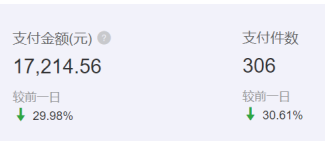 支付金额(元) ?
17,214.56
较前一日
29.98%
支付件数
306
较前一日
30.61%